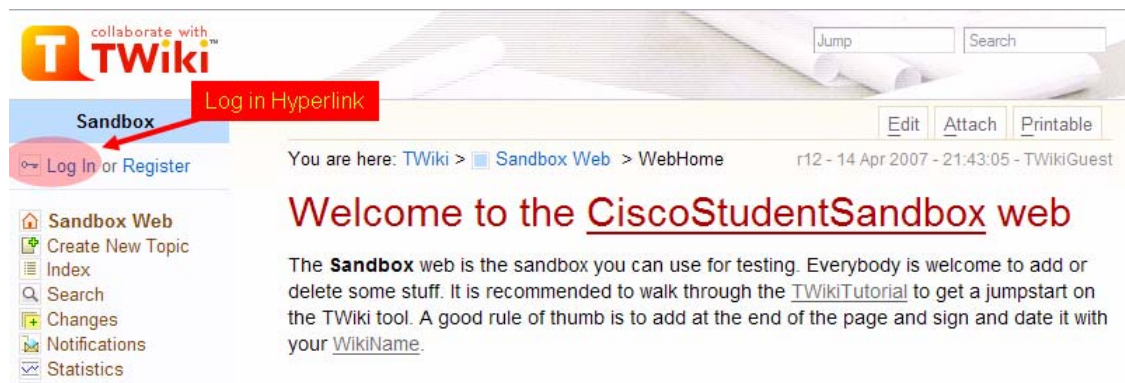 collaborate with
TWiki™
Jump
Search
Log in Hyperlink
Sandbox
Edit Attach Printable
Log In or Register
You are here: TWiki > Sandbox Web > WebHome
r12 - 14 Apr 2007 - 21:43:05 - TWikiGuest
Welcome to the CiscoStudentSandbox web
Sandbox Web
Create New Topic
Index
Search
Changes
Notifications
Statistics
The Sandbox web is the sandbox you can use for testing. Everybody is welcome to add or
delete some stuff. It is recommended to walk through the TWikiTutorial to get a jumpstart on
the TWiki tool. A good rule of thumb is to add at the end of the page and sign and date it with
your WikiName.